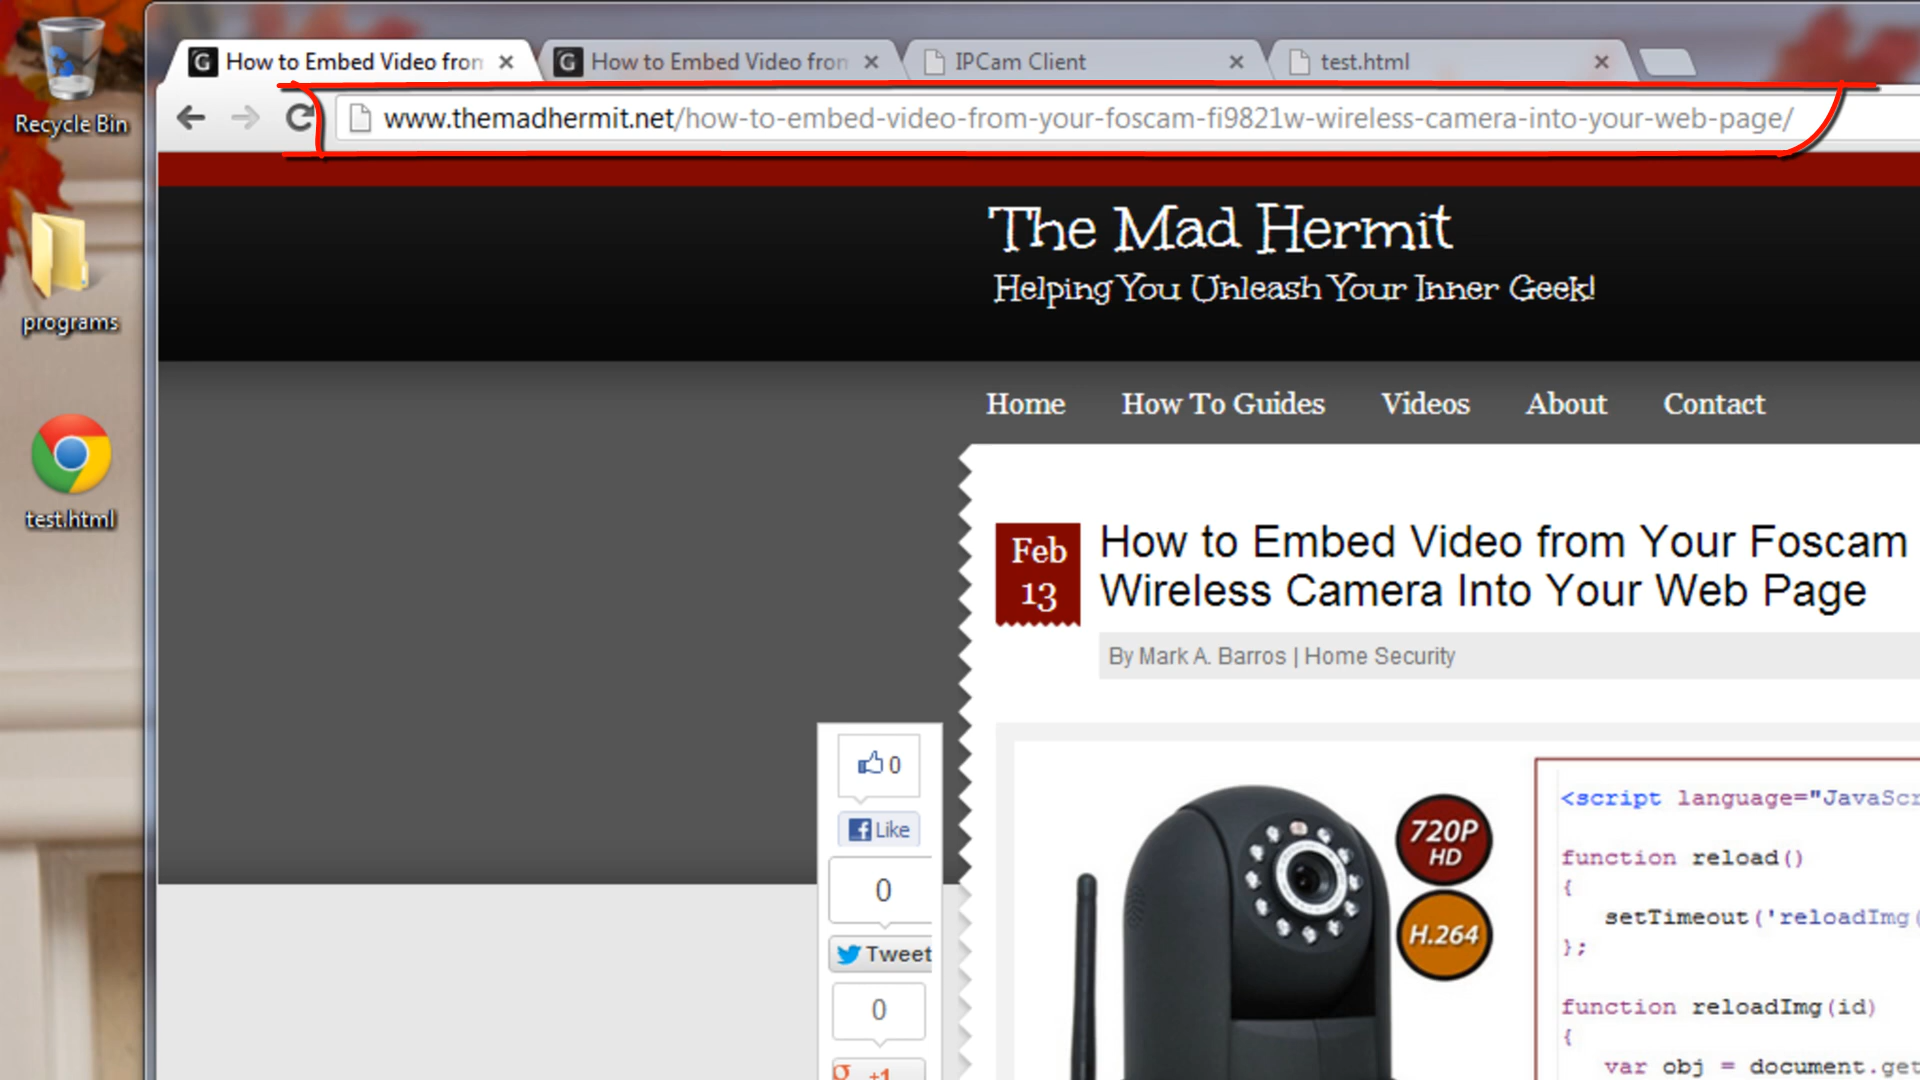 Recycle Bin
programs
test.html
How to Embed Video fron
How to Embed Video fron
IPCam Client
test.html
www.themadhermit.net/how-to-embed-video-from-your-foscam-fi9821w-wireless-camera-into-your-web-page/
The Mad Hermit
Helping You Unleash Your Inner Geek!
Home How To Guides Videos About Contact
Feb
13
How to Embed Video from Your Foscam
Wireless Camera Into Your Web Page
By Mark A. Barros | Home Security
0
Like
0
Tweet
0
+1
720P
HD
H.264
<script language="JavaScr
function reload()
{
setTimeout('reloadImg(
};
function reloadImg(id)
{
var obj = document.get